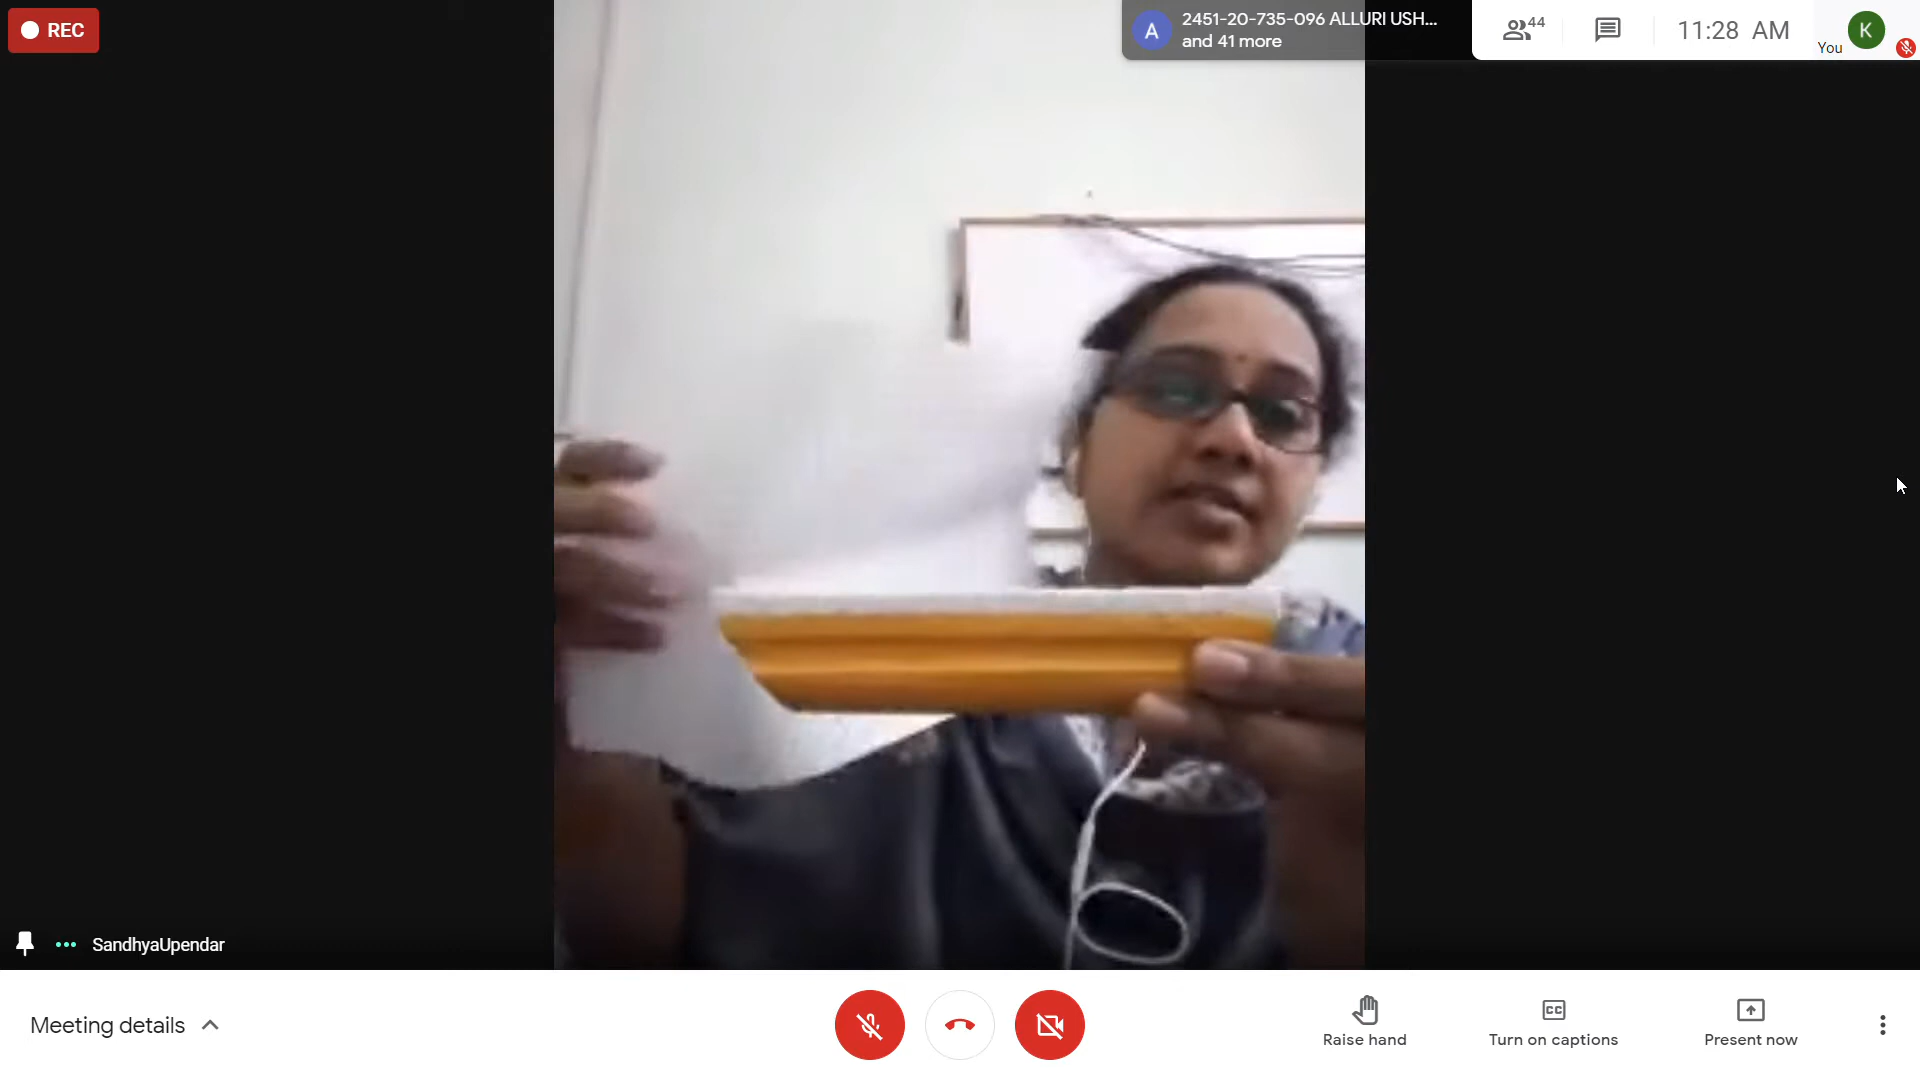 REC
2451-20-735-096 ALLURI USH...
and 41 more
A
44
11:28 AM
You
K
SandhyaUpendar
Meeting details
CC
Raise hand
Turn on captions
Present now